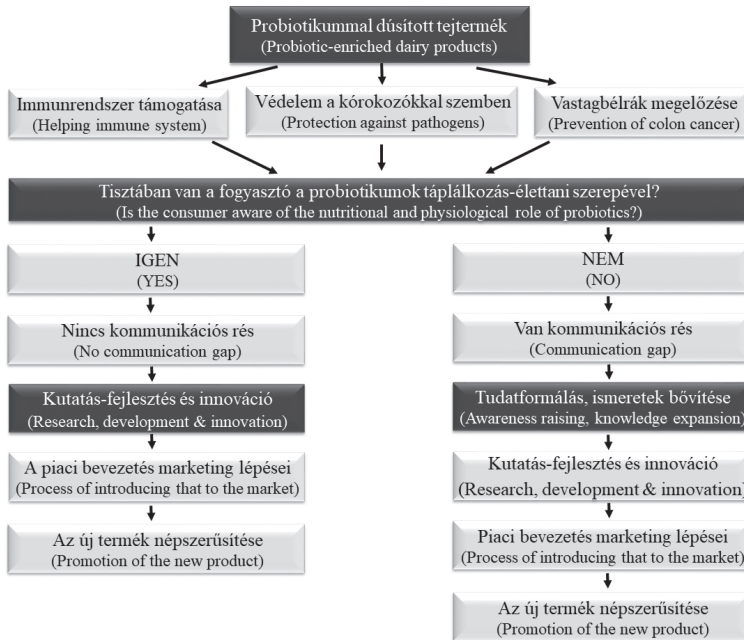 Probiotikummal dúsított tejtermék
(Probiotic-enriched dairy products)
Immunrendszer támogatása
(Helping immune system)
Védelem a kórokozókkal szemben
(Protection against pathogens)
Vastagbélrák megelőzése
(Prevention of colon cancer)
Tisztában van a fogyasztó a probiotikumok táplálkozás-élettani szerepével?
(Is the consumer aware of the nutritional and physiological role of probiotics?)
IGEN
(YES)
Nincs kommunikációs rés
(No communication gap)
Kutatás-fejlesztés és innováció
(Research, development & innovation)
A piaci bevezetés marketing lépései
(Process of introducing that to the market)
Az új termék népszerűsítése
(Promotion of the new product)
NEM
(NO)
Van kommunikációs rés
(Communication gap)
Tudatformálás, ismeretek bővítése
(Awareness raising, knowledge expansion)
Kutatás-fejlesztés és innováció
(Research, development & innovation)
Piaci bevezetés marketing lépései
(Process of introducing that to the market)
Az új termék népszerűsítése
(Promotion of the new product)